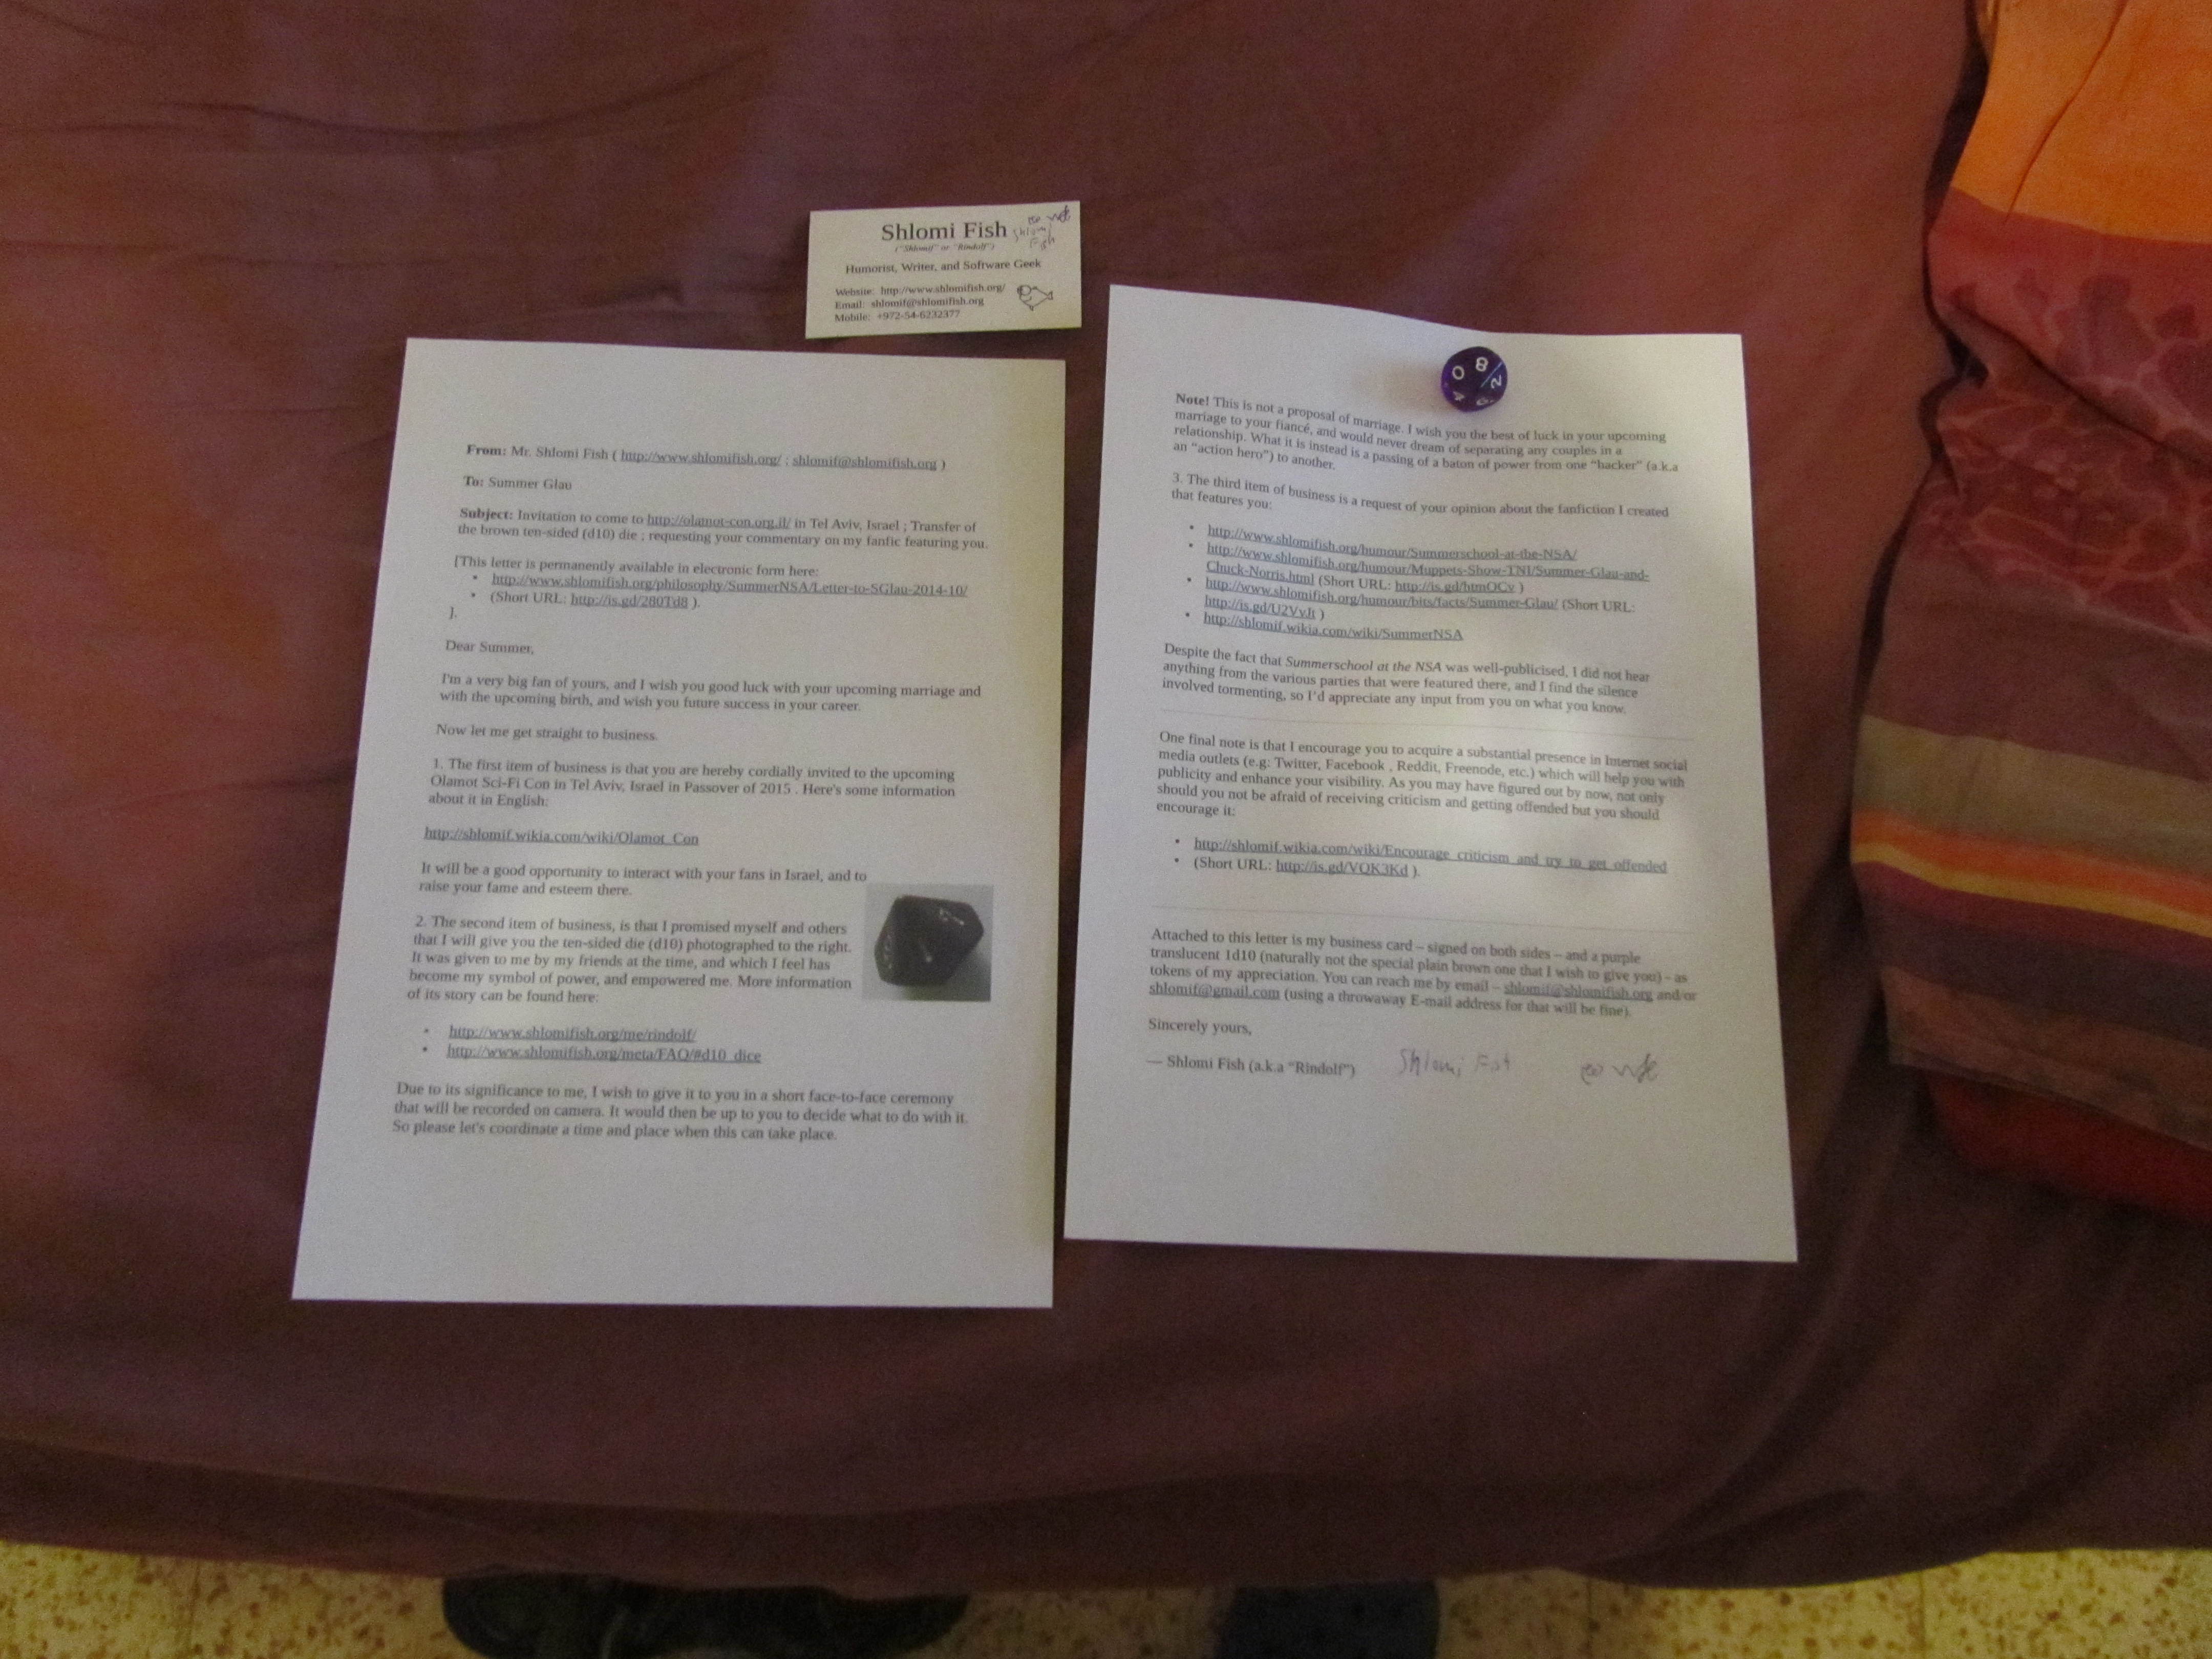 Shlomi Fish
("Shlomif" or "Rindolf")
Shlomi
Fish
Humorist, Writer, and Software Geek
Website: http://www.shlomifish.org/
Email: shlomif@shlomifish.org
Mobile: +972-54-6232377
From: Mr. Shlomi Fish ( http://www.shlomifish.org/ ; shlomif@shlomifish.org )
To: Summer Glau
Subject: Invitation to come to http://olamot-con.org.il/ in Tel Aviv, Israel ; Transfer of
the brown ten-sided (d10) die ; requesting your commentary on my fanfic featuring you.
[This letter is permanently available in electronic form here:
• http://www.shlomifish.org/philosophy/SummerNSA/Letter-to-SGlau-2014-10/
• (Short URL: http://is.gd/280Td8 ).
].
Dear Summer,
I'm a very big fan of yours, and I wish you good luck with your upcoming marriage and
with the upcoming birth, and wish you future success in your career.
Now let me get straight to business.
1. The first item of business is that you are hereby cordially invited to the upcoming
Olamot Sci-Fi Con in Tel Aviv, Israel in Passover of 2015 . Here's some information
about it in English:
http://shlomif.wikia.com/wiki/Olamot_Con
It will be a good opportunity to interact with your fans in Israel, and to
raise your fame and esteem there.
2. The second item of business, is that I promised myself and others
that I will give you the ten-sided die (d10) photographed to the right.
It was given to me by my friends at the time, and which I feel has
become my symbol of power, and empowered me. More information
of its story can be found here:
• http://www.shlomifish.org/me/rindolf/
• http://www.shlomifish.org/meta/FAQ/#d10_dice
Due to its significance to me, I wish to give it to you in a short face-to-face ceremony
that will be recorded on camera. It would then be up to you to decide what to do with it.
So please let's coordinate a time and place when this can take place.
0 8 2
4 6
Note! This is not a proposal of marriage. I wish you the best of luck in your upcoming
marriage to your fiancé, and would never dream of separating any couples in a
relationship. What it is instead is a passing of a baton of power from one "hacker" (a.k.a
an "action hero") to another.
3. The third item of business is a request of your opinion about the fanfiction I created
that features you:
• http://www.shlomifish.org/humour/Summerschool-at-the-NSA/
• http://www.shlomifish.org/humour/Muppets-Show-TNI/Summer-Glau-and-
Chuck-Norris.html (Short URL: http://is.gd/htmOCv )
• http://www.shlomifish.org/humour/bits/facts/Summer-Glau/ (Short URL:
http://is.gd/U2VyJt )
• http://shlomif.wikia.com/wiki/SummerNSA
Despite the fact that Summerschool at the NSA was well-publicised, I did not hear
anything from the various parties that were featured there, and I find the silence
involved tormenting, so I'd appreciate any input from you on what you know.
One final note is that I encourage you to acquire a substantial presence in Internet social
media outlets (e.g: Twitter, Facebook , Reddit, Freenode, etc.) which will help you with
publicity and enhance your visibility. As you may have figured out by now, not only
should you not be afraid of receiving criticism and getting offended but you should
encourage it:
• http://shlomif.wikia.com/wiki/Encourage_criticism_and_try_to_get_offended
• (Short URL: http://is.gd/VQK3Kd ).
Attached to this letter is my business card – signed on both sides – and a purple
translucent 1d10 (naturally not the special plain brown one that I wish to give you) - as
tokens of my appreciation. You can reach me by email – shlomif@shlomifish.org and/or
shlomif@gmail.com (using a throwaway E-mail address for that will be fine).
Sincerely yours,
— Shlomi Fish (a.k.a "Rindolf") Shlomi Fish